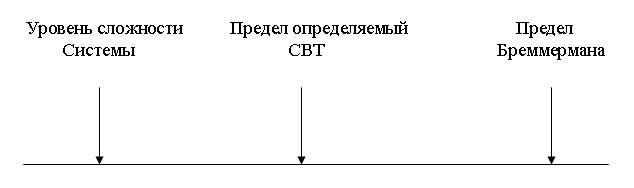 Уровень сложности
Системы
Предел определяемый
СВТ
Предел
Бреммермана